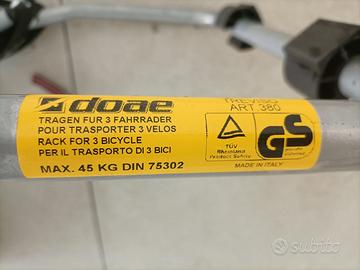 doae
TRAGEN FUR 3 FAHRRADER
POUR TRASPORTER 3 VELOS
RACK FOR 3 BICYCLE
PER IL TRASPORTO DI 3 BICI
MAX. 45 KG DIN 75302
TREVISO
ART 380
TÜV
Rheinland
Product Safety
GS
MADE IN ITALY
subito